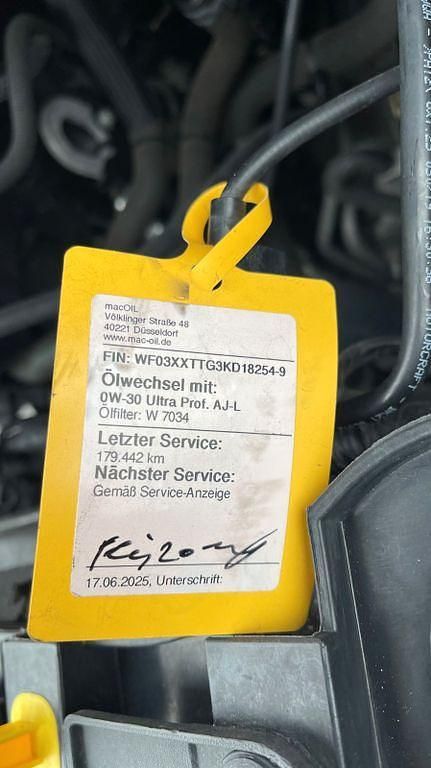 macOIL
Völklinger Straße 48
40221 Düsseldorf
www.mac-oil.de
FIN: WF03XXTTG3KD18254-9
Ölwechsel mit:
0W-30 Ultra Prof. AJ-L
Ölfilter: W 7034
Letzter Service:
179.442 km
Nächster Service:
Gemäß Service-Anzeige
17.06.2025, Unterschrift:
MOTORCRAFT